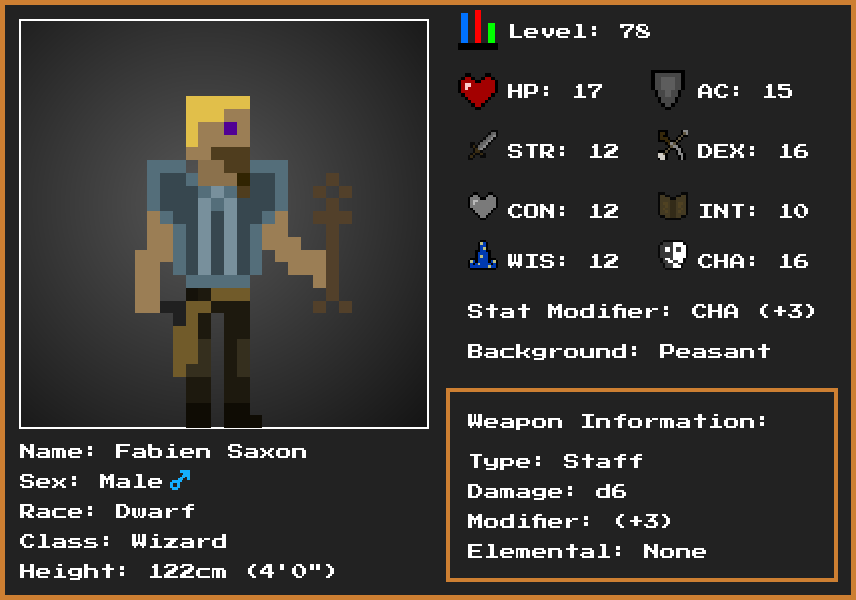 Level: 78
HP: 17
AC: 15
STR: 12
DEX: 16
CON: 12
INT: 10
WIS: 12
CHA: 16
Stat Modifier: CHA (+3)
Background: Peasant
Weapon Information:
Type: Staff
Damage: d6
Modifier: (+3)
Elemental: None
Name: Fabien Saxon
Sex: Male♂
Race: Dwarf
Class: Wizard
Height: 122cm (4'0")